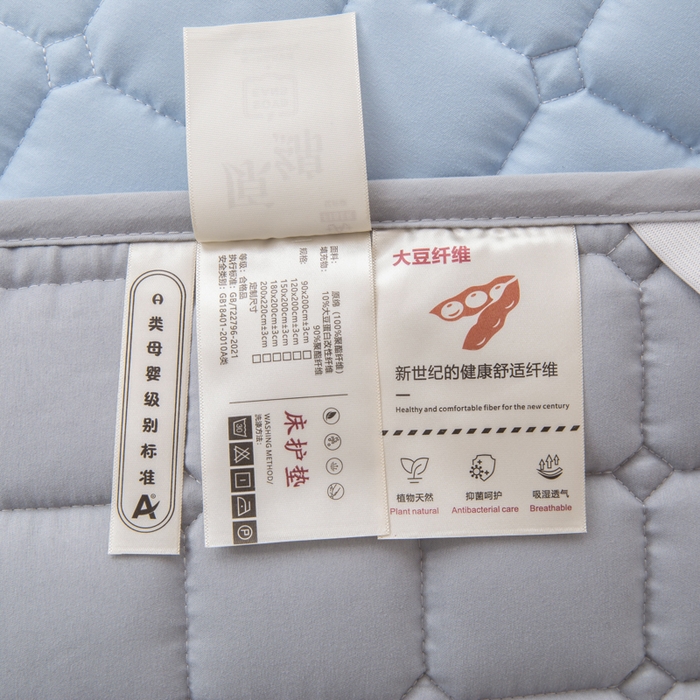 A类母婴级别标准
A
面料：
原棉（100%聚酯纤维）
填充物：
10%大豆蛋白改性纤维
90%聚酯纤维
规格：
90x200cm±3cm
120x200cm±3cm
150x200cm±3cm
180x200cm±3cm
200x220cm±3cm
定制尺寸
等级：合格品
执行标准：GB/T22796-2021
安全类别：GB18401-2010A类
床护垫
WASHING METHOD/
洗涤方法：
大豆纤维
新世纪的健康舒适纤维
Healthy and comfortable fiber for the new century
植物天然
抑菌呵护
吸湿透气
Plant natural
Antibacterial care
Breathable